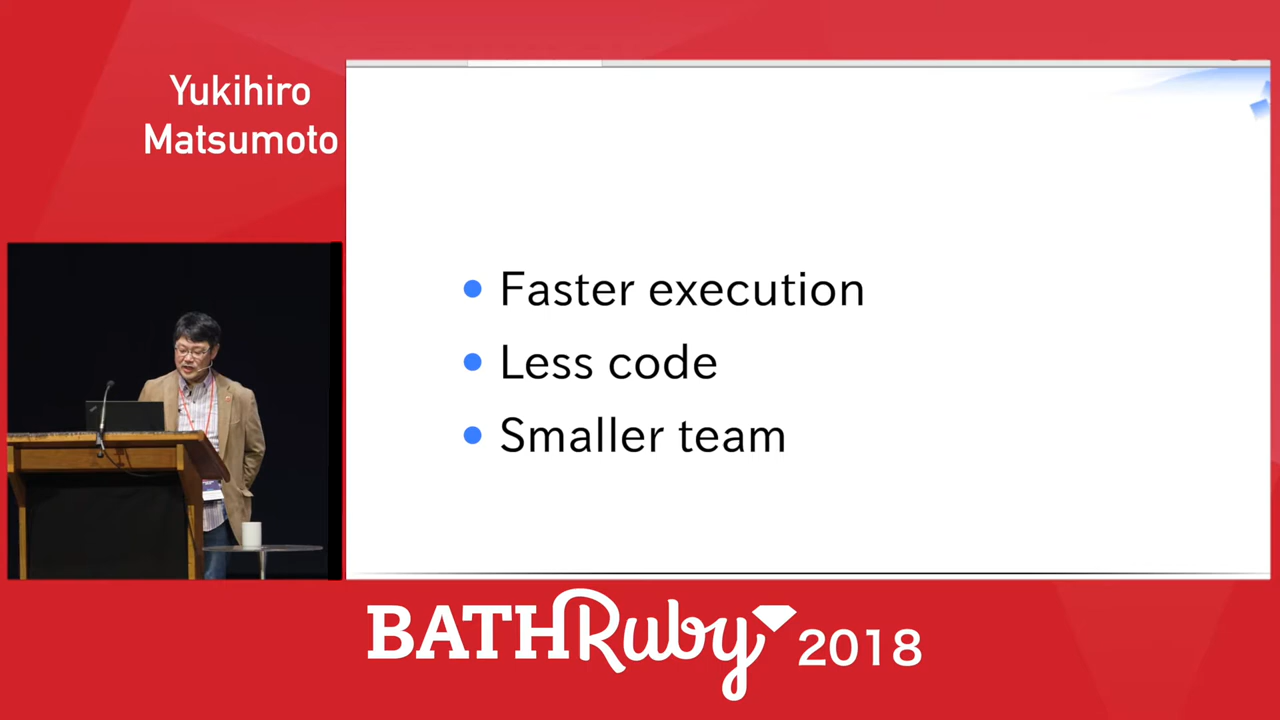 Yukihiro
Matsumoto
Faster execution
Less code
Smaller team
BATHRuby 2018